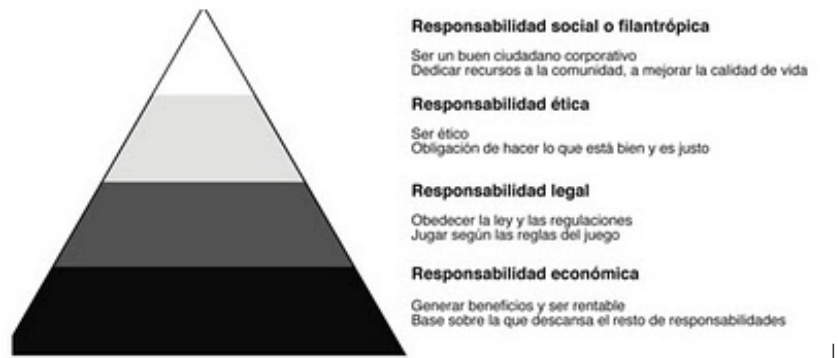 Responsabilidad social o filantrópica
Ser un buen ciudadano corporativo
Dedicar recursos a la comunidad, a mejorar la calidad de vida
Responsabilidad ética
Ser ético
Obligación de hacer lo que está bien y es justo
Responsabilidad legal
Obedecer la ley y las regulaciones
Jugar según las reglas del juego
Responsabilidad económica
Generar beneficios y ser rentable
Base sobre la que descansa el resto de responsabilidades